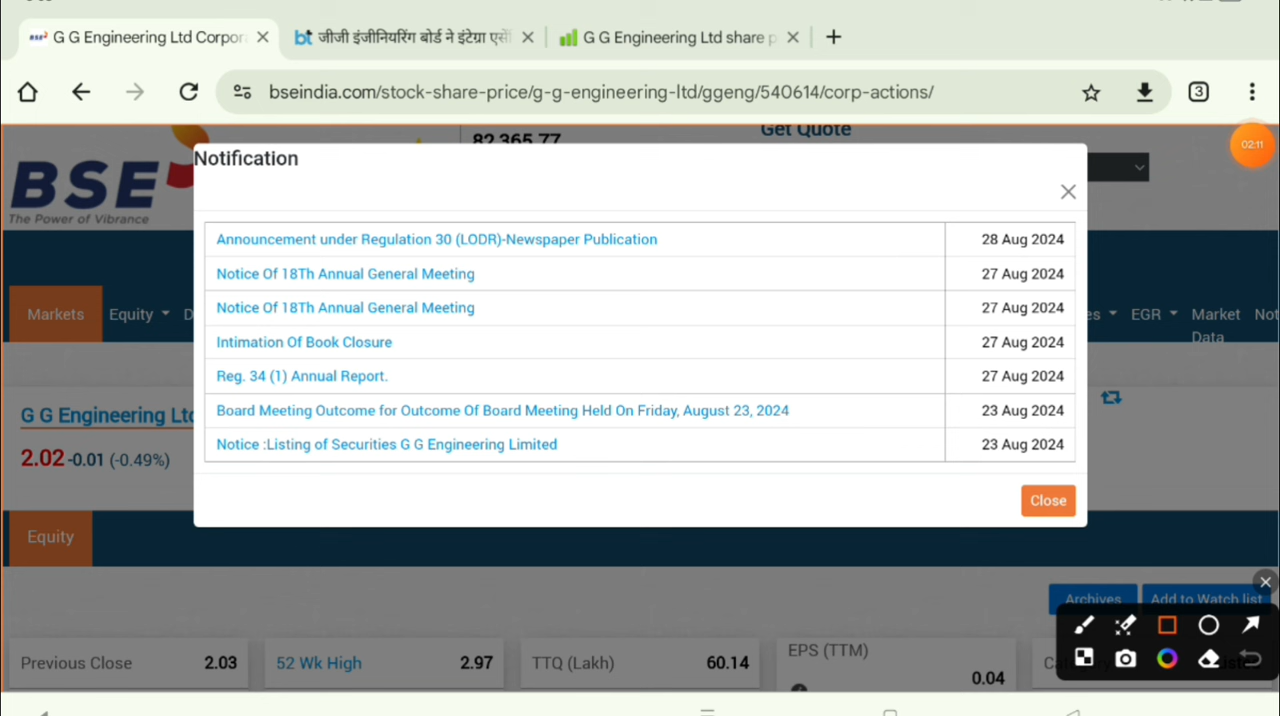 G G Engineering Ltd Corpor
bt जीजी इंजीनियरिंग बोर्ड ने इंटेग्रा एसे
G G Engineering Ltd share p
bseindia.com/stock-share-price/g-g-engineering-ltd/ggeng/540614/corp-actions/
3
82,365.77
Get Quote
02:11
BSE
The Power of Vibrance
Notification
Announcement under Regulation 30 (LODR)-Newspaper Publication 28 Aug 2024
Notice Of 18Th Annual General Meeting 27 Aug 2024
Notice Of 18Th Annual General Meeting 27 Aug 2024
Intimation Of Book Closure 27 Aug 2024
Reg. 34 (1) Annual Report. 27 Aug 2024
Board Meeting Outcome for Outcome Of Board Meeting Held On Friday, August 23, 2024 23 Aug 2024
Notice :Listing of Securities G G Engineering Limited 23 Aug 2024
Close
Markets Equity D
es EGR Market Data Not
G G Engineering Ltd
2.02 -0.01 (-0.49%)
Equity
Archives Add to Watch list
Previous Close 2.03
52 Wk High 2.97
TTQ (Lakh) 60.14
EPS (TTM) 0.04